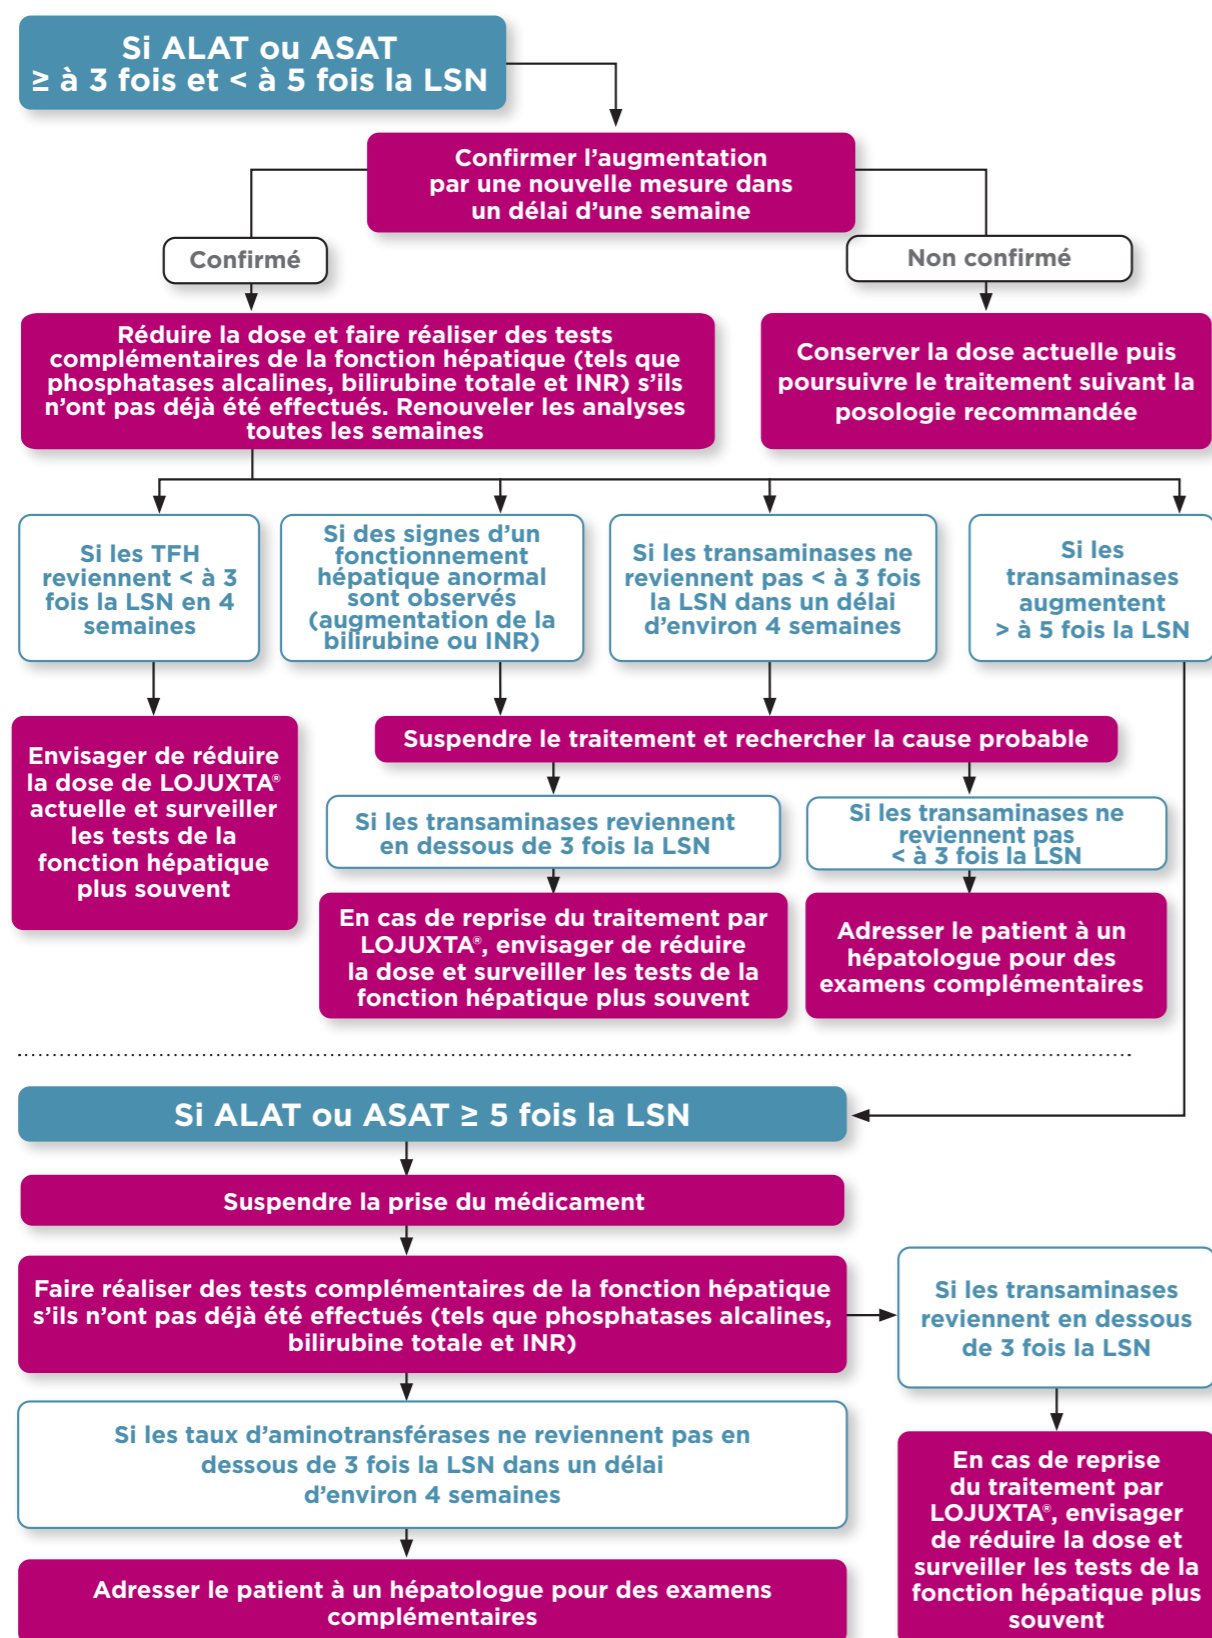 Si ALAT ou ASAT
≥ à 3 fois et < à 5 fois la LSN
Confirmer l’augmentation
par une nouvelle mesure dans
un délai d’une semaine
Confirmé
Non confirmé
Réduire la dose et faire réaliser des tests
complémentaires de la fonction hépatique (tels que
phosphatases alcalines, bilirubine totale et INR) s’ils
n’ont pas déjà été effectués. Renouveler les analyses
toutes les semaines
Conserver la dose actuelle puis
poursuivre le traitement suivant la
posologie recommandée
Si les TFH
reviennent < à 3
fois la LSN en 4
semaines
Si des signes d’un
fonctionnement
hépatique anormal
sont observés
(augmentation de la
bilirubine ou INR)
Si les transaminases ne
reviennent pas < à 3 fois
la LSN dans un délai
d’environ 4 semaines
Si les
transaminases
augmentent
> à 5 fois la LSN
Envisager de réduire
la dose de LOJUXTA®
actuelle et surveiller
les tests de la
fonction hépatique
plus souvent
Suspendre le traitement et rechercher la cause probable
Si les transaminases reviennent
en dessous de 3 fois la LSN
Si les transaminases ne
reviennent pas
< à 3 fois la LSN
En cas de reprise du traitement par
LOJUXTA®, envisager de réduire
la dose et surveiller les tests de la
fonction hépatique plus souvent
Adresser le patient à un
hépatologue pour des
examens complémentaires
Si ALAT ou ASAT ≥ 5 fois la LSN
Suspendre la prise du médicament
Faire réaliser des tests complémentaires de la fonction hépatique
s’ils n’ont pas déjà été effectués (tels que phosphatases alcalines,
bilirubine totale et INR)
Si les transaminases
reviennent en dessous
de 3 fois la LSN
Si les taux d’aminotransférases ne reviennent pas en
dessous de 3 fois la LSN dans un délai
d’environ 4 semaines
En cas de reprise
du traitement par
LOJUXTA®, envisager
de réduire la dose et
surveiller les tests de la
fonction hépatique plus
souvent
Adresser le patient à un hépatologue pour des examens
complémentaires